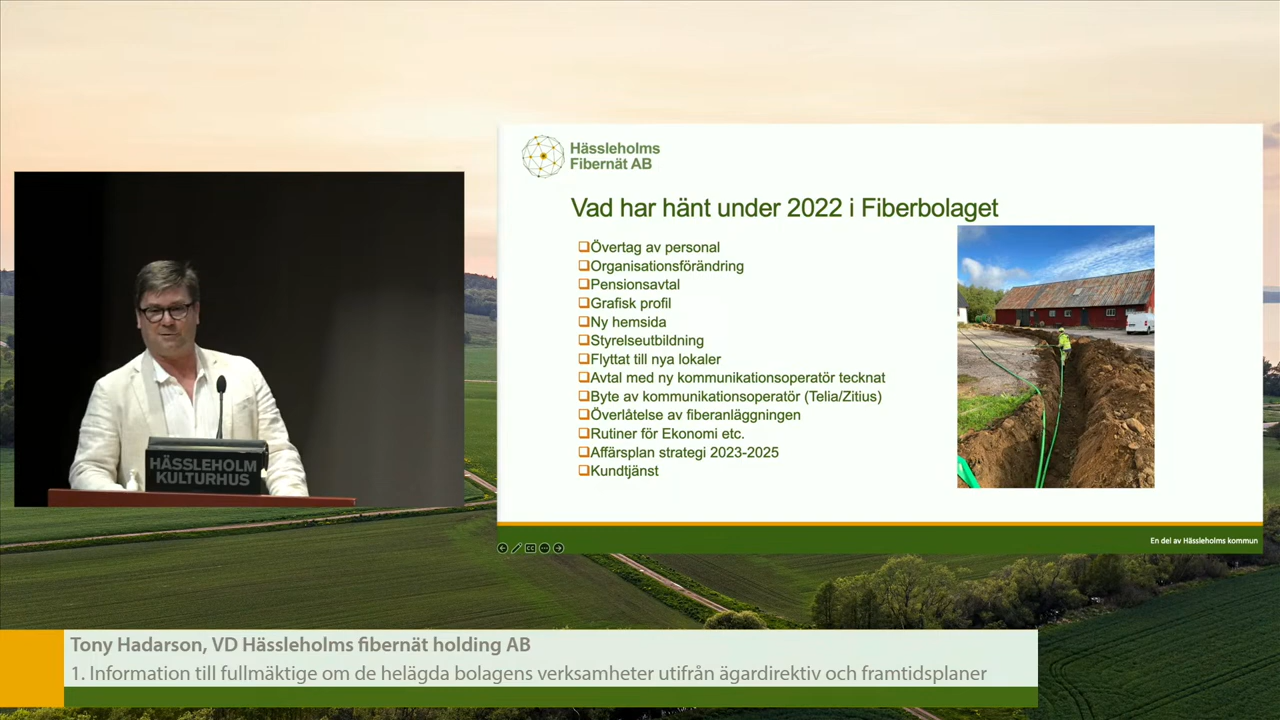 Hässleholms
Fibernät AB
Vad har hänt under 2022 i Fiberbolaget
Övertag av personal
Organisationsförändring
Pensionsavtal
Grafisk profil
Ny hemsida
Styrelseutbildning
Flyttat till nya lokaler
Avtal med ny kommunikationsoperatör tecknat
Byte av kommunikationsoperatör (Telia/Zitius)
Överlåtelse av fiberanläggningen
Rutiner för Ekonomi etc.
Affärsplan strategi 2023-2025
Kundtjänst
En del av Hässleholms kommun
HÄSSLEHOLM
KULTURHUS
Tony Hadarson, VD Hässleholms fibernät holding AB
1. Information till fullmäktige om de helägda bolagens verksamheter utifrån ägardirektiv och framtidsplaner